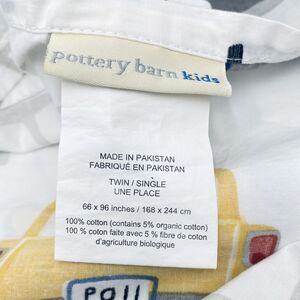 pottery barn kids
MADE IN PAKISTAN
FABRIQUÉ EN PAKISTAN
TWIN / SINGLE
UNE PLACE
66 x 96 inches / 168 x 244 cm
100% cotton (contains 5% organic cotton)
100 % coton faite avec 5 % fibre de coton
d'agriculture biologique
POLI